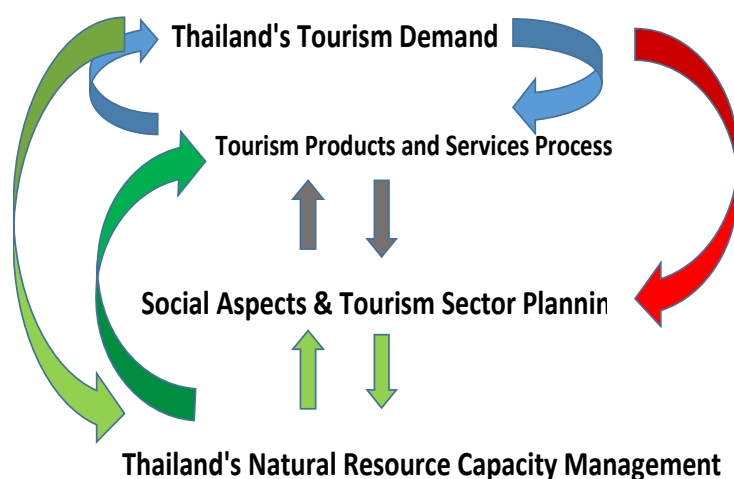 Thailand's Tourism Demand
Tourism Products and Services Process
Social Aspects & Tourism Sector Plannin
Thailand's Natural Resource Capacity Management